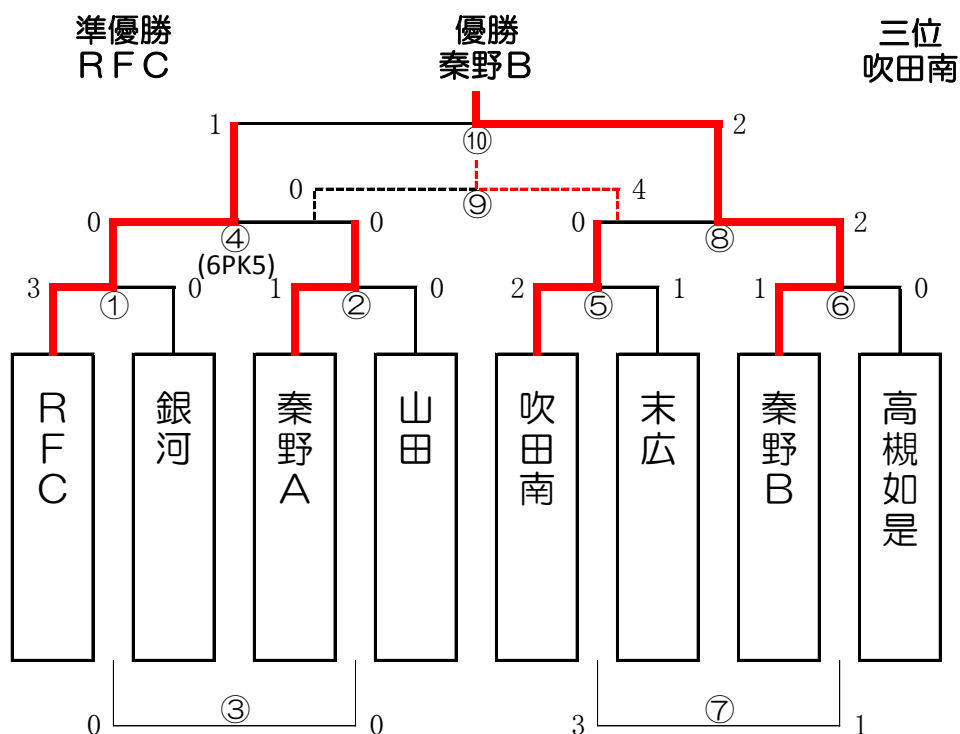 準優勝
RFC
優勝
秦野B
三位
吹田南
1
2
⑩
0
4
⑨
0
0
0
2
④
⑧
(6PK5)
3
0
1
0
2
1
1
0
①
②
⑤
⑥
RFC
銀河
秦野A
山田
吹田南
末広
秦野B
高槻如是
③
⑦
0
0
3
1